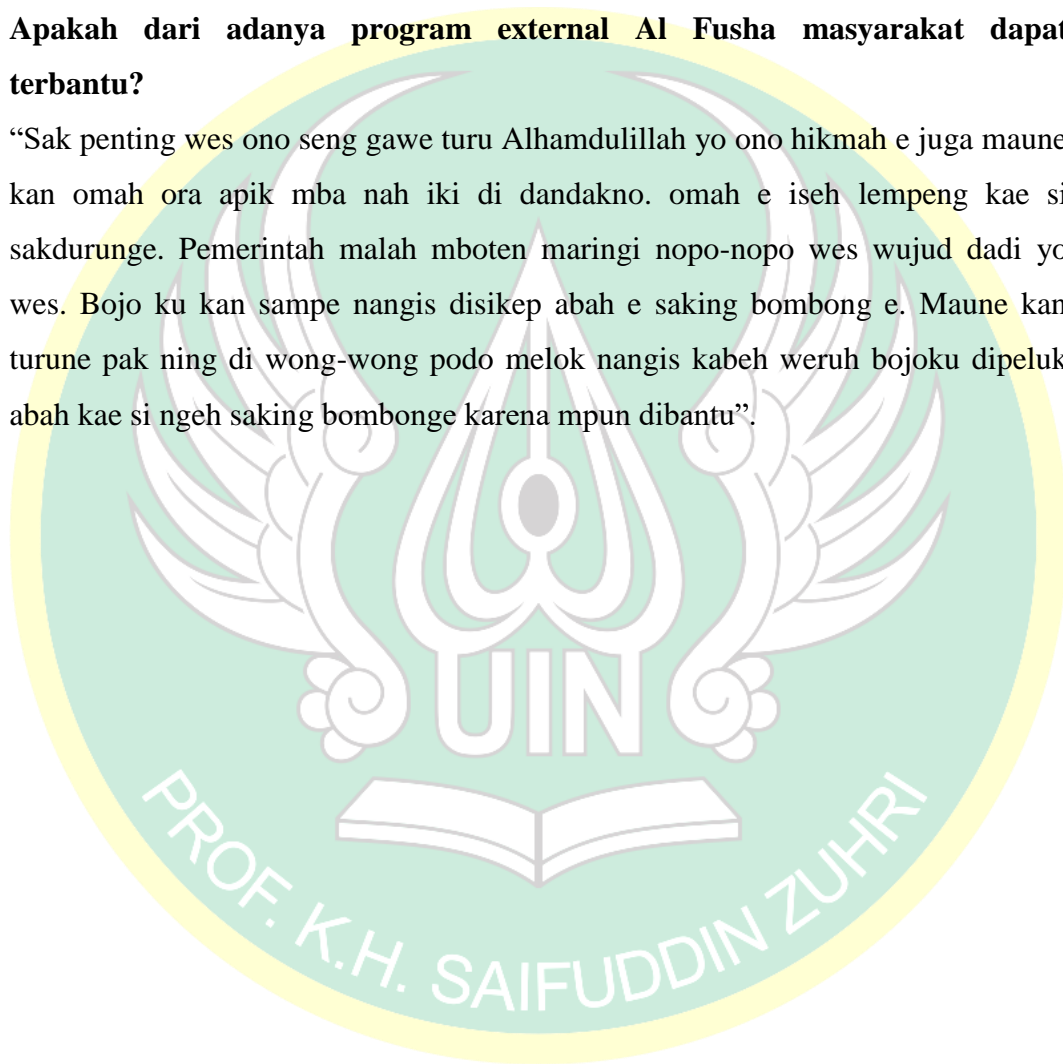 Apakah dari adanya program external Al Fusha masyarakat dapat
terbantu?
“Sak penting wes ono seng gawe turu Alhamdulillah yo ono hikmah e juga maune
kan omah ora apik mba nah iki di dandakno. omah e iseh lempeng kae si
sakdurunge. Pemerintah malah mboten maringi nopo-nopo wes wujud dadi yo
wes. Bojo ku kan sampe nangis disikep abah e saking bombong e. Maune kan
turune pak ning di wong-wong podo melok nangis kabeh weruh bojoku dipeluk
abah kae si ngeh saking bombonge karena mpun dibantu”.
UIN
PROF. K.H. SAIFUDDIN ZUHRI